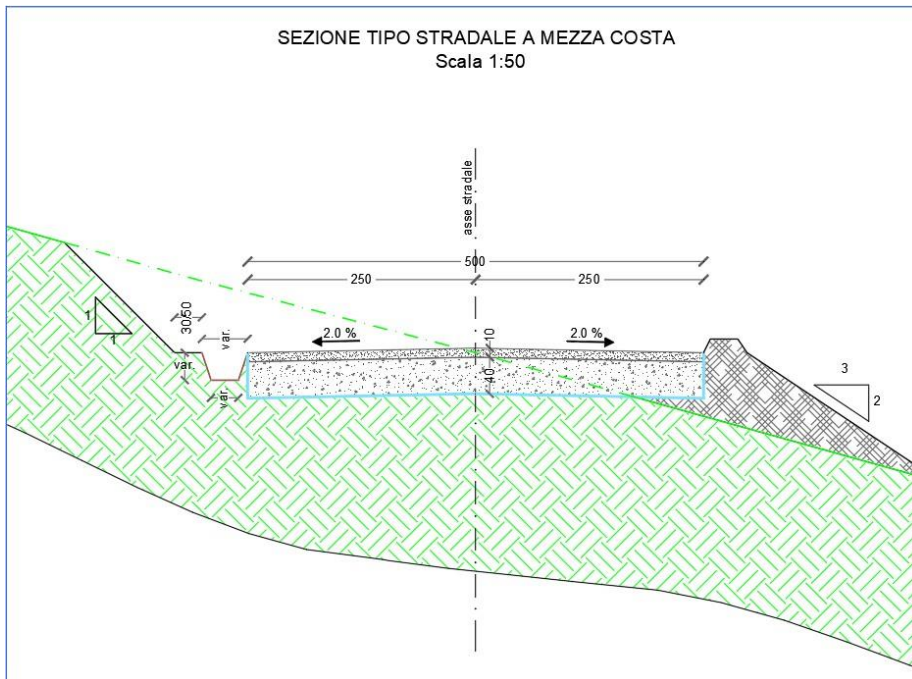 SEZIONE TIPO STRADALE A MEZZA COSTA
Scala 1:50
asse stradale
500
250
250
30/50
var.
2.0 %
10
2.0 %
1
1
var.
var.
40
3
2